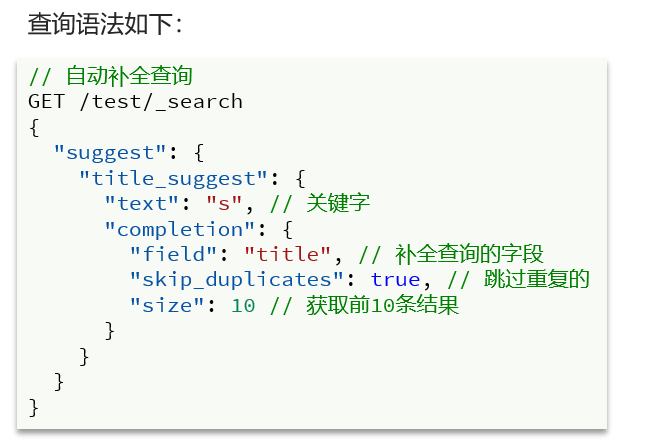 查询语法如下：
// 自动补全查询
GET /test/_search
{
  "suggest": {
    "title_suggest": {
      "text": "s", // 关键字
      "completion": {
        "field": "title", // 补全查询的字段
        "skip_duplicates": true, // 跳过重复的
        "size": 10 // 获取前10条结果
      }
    }
  }
}